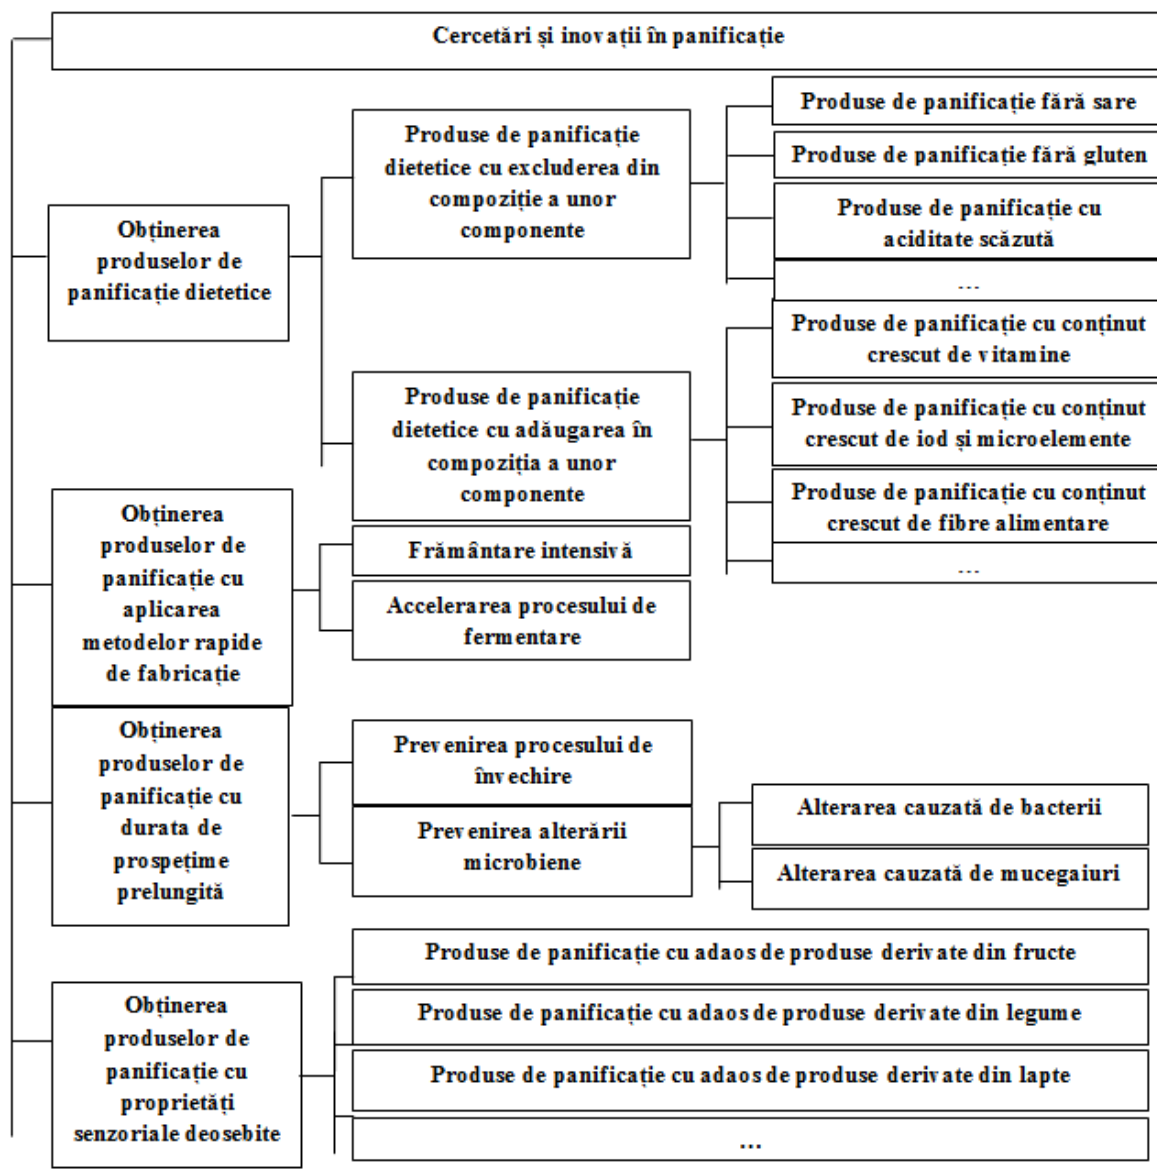 Cercetări și inovații în panificație
Obținerea
produselor de
panificație dietetice
Produse de panificație
dietetice cu excluderea din
compoziție a unor
componente
Produse de panificație fără sare
Produse de panificație fără gluten
Produse de panificație cu
aciditate scăzută
...
Produse de panificație
dietetice cu adăugarea în
compoziția a unor
componente
Produse de panificație cu conținut
crescut de vitamine
Produse de panificație cu conținut
crescut de iod și microelemente
Produse de panificație cu conținut
crescut de fibre alimentare
...
Obținerea
produselor de
panificație cu
aplicarea
metodelor rapide
de fabricație
Frământare intensivă
Accelerarea procesului de
fermentare
Obținerea
produselor de
panificație cu
durata de
prospețime
prelungită
Prevenirea procesului de
învechire
Prevenirea alterării
microbiene
Alterarea cauzată de bacterii
Alterarea cauzată de mucegaiuri
Obținerea
produselor de
panificație cu
proprietăți
senzoriale deosebite
Produse de panificație cu adaos de produse derivate din fructe
Produse de panificație cu adaos de produse derivate din legume
Produse de panificație cu adaos de produse derivate din lapte
...